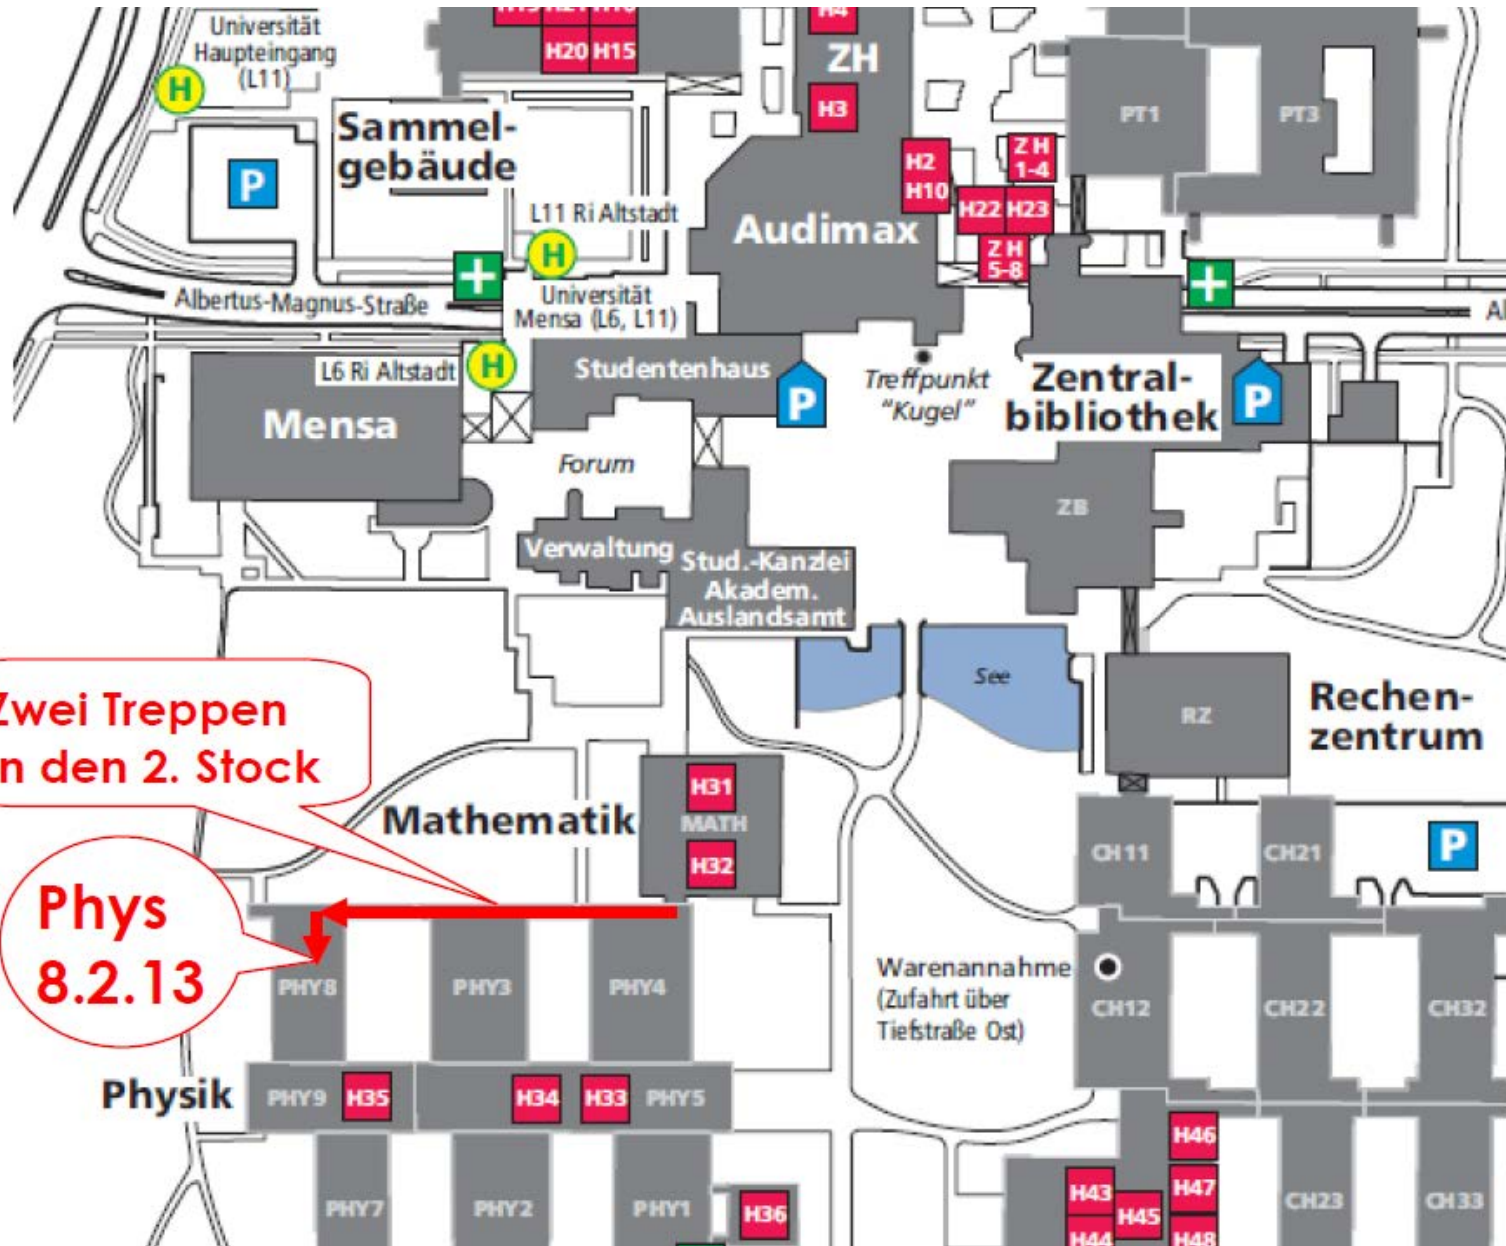 Universität
Haupteingang
(L11)
H
H20 H15
H4
ZH
H3
PT1
PT3
Sammel-
gebäude
P
Z H
1-4
H2
H10
H22 H23
Z H
5-8
L11 Ri Altstadt
H
Audimax
Albertus-Magnus-Straße
Universität
Mensa (L6, L11)
Al
L6 Ri Altstadt
H
Studentenhaus
P
Treffpunkt
"Kugel"
Zentral-
bibliothek
P
Mensa
Forum
ZB
Verwaltung
Stud.-Kanzlei
Akadem.
Auslandsamt
See
RZ
Rechen-
zentrum
Zwei Treppen
n den 2. Stock
H31
MATH
H32
Mathematik
CH11
CH21
P
Phys
8.2.13
PHY8
PHY3
PHY4
Warenannahme
(Zufahrt über
Tiefstraße Ost)
CH12
CH22
CH32
Physik
PHY9
H35
H34
H33
PHY5
H46
H43
H47
H45
H44
H48
PHY7
PHY2
PHY1
H36
CH23
CH33